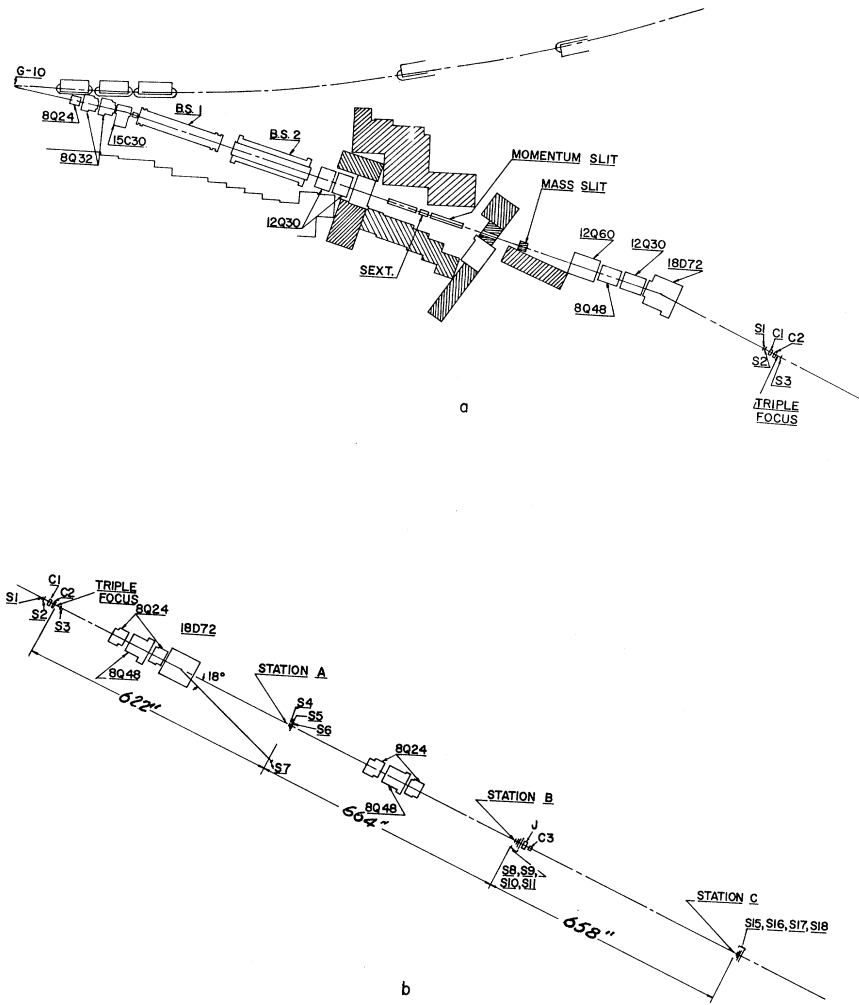 G-10
8Q24
8Q32
15C30
B.S. 1
B.S. 2
12Q30
SEXT.
MOMENTUM SLIT
MASS SLIT
12Q60
12Q30
18D72
8Q48
S1
C1
C2
S2
S3
TRIPLE
FOCUS
a
C1
TRIPLE
FOCUS
S1
C2
S2
S3
8Q24
18D72
8Q48
18°
STATION A
622"
S4
S5
S6
S7
8Q24
8Q48
664"
STATION B
J
C3
S8, S9,
S10, S11
658"
STATION C
S15, S16, S17, S18
b